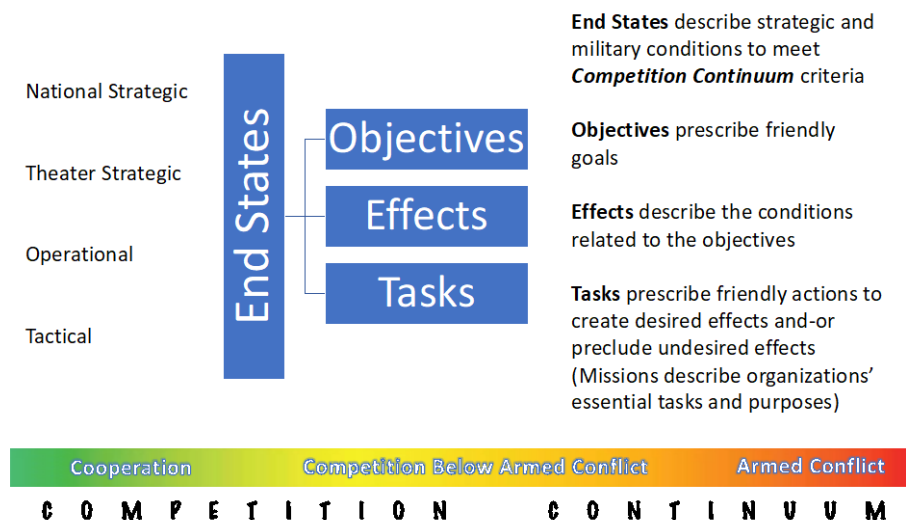 National Strategic
Theater Strategic
Operational
Tactical
End States
Objectives
Effects
Tasks
End States describe strategic and
military conditions to meet
Competition Continuum criteria
Objectives prescribe friendly
goals
Effects describe the conditions
related to the objectives
Tasks prescribe friendly actions to
create desired effects and-or
preclude undesired effects
(Missions describe organizations’
essential tasks and purposes)
Cooperation
Competition Below Armed Conflict
Armed Conflict
COMPETITION CONTINUUM